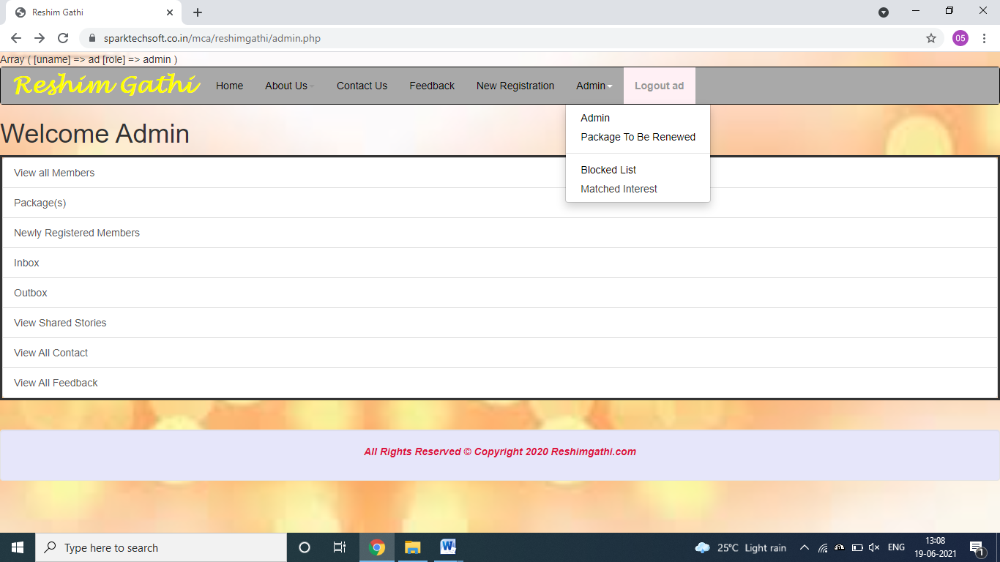 Reshim Gathi
sparktechsoft.co.in/mca/reshimgathi/admin.php
05
Array ( [uname] => ad [role] => admin )
Reshim Gathi Home About Us Contact Us Feedback New Registration Admin Logout ad
Admin
Package To Be Renewed
Blocked List
Matched Interest
Welcome Admin
View all Members
Package(s)
Newly Registered Members
Inbox
Outbox
View Shared Stories
View All Contact
View All Feedback
All Rights Reserved © Copyright 2020 Reshimgathi.com
Type here to search
25°C Light rain
ENG
13:08
19-06-2021
1